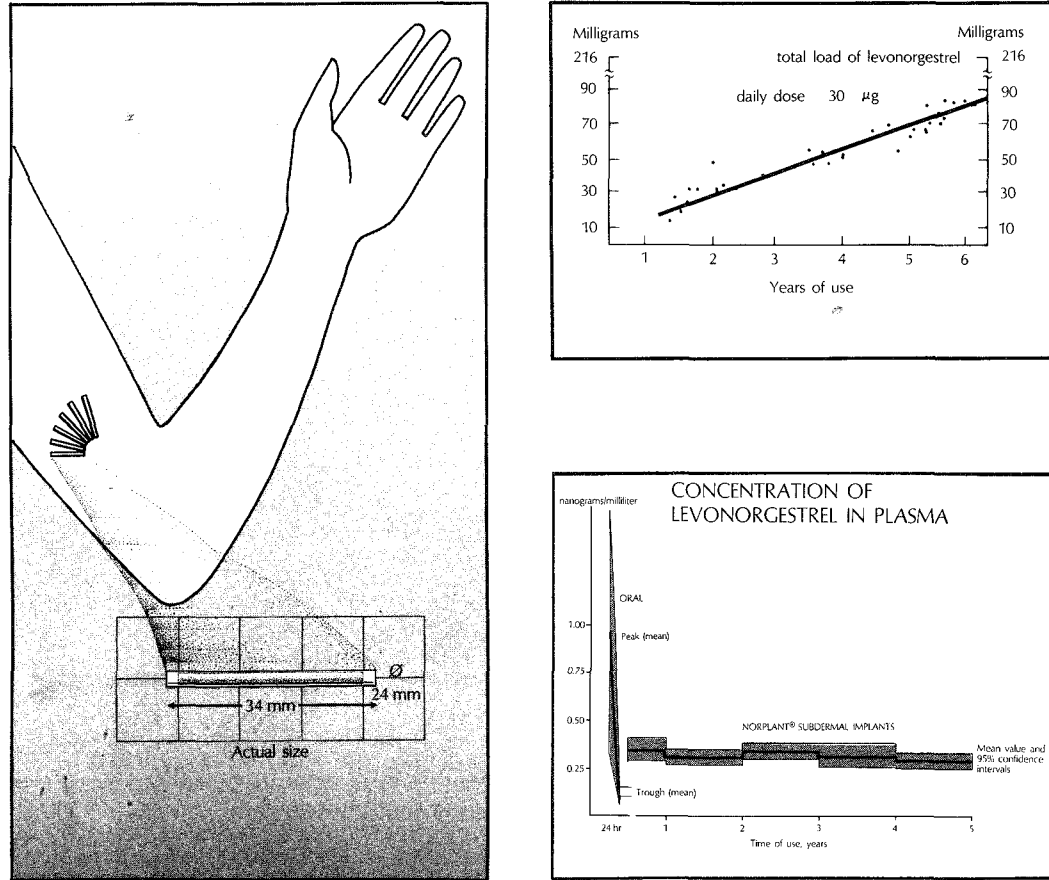 Ø
24 mm
34 mm
Actual size
Milligrams Milligrams
216 total load of levonorgestrel 216
90 daily dose 30 µg 90
70 70
50 50
30 30
10 10
1 2 3 4 5 6
Years of use
CONCENTRATION OF
LEVONORGESTREL IN PLASMA
nanograms/milliliter
ORAL
1.00
Peak (mean)
0.75
0.50
NORPLANT® SUBDERMAL IMPLANTS
Mean value and
95% confidence
intervals
0.25
Trough (mean)
24 hr 1 2 3 4 5
Time of use, years